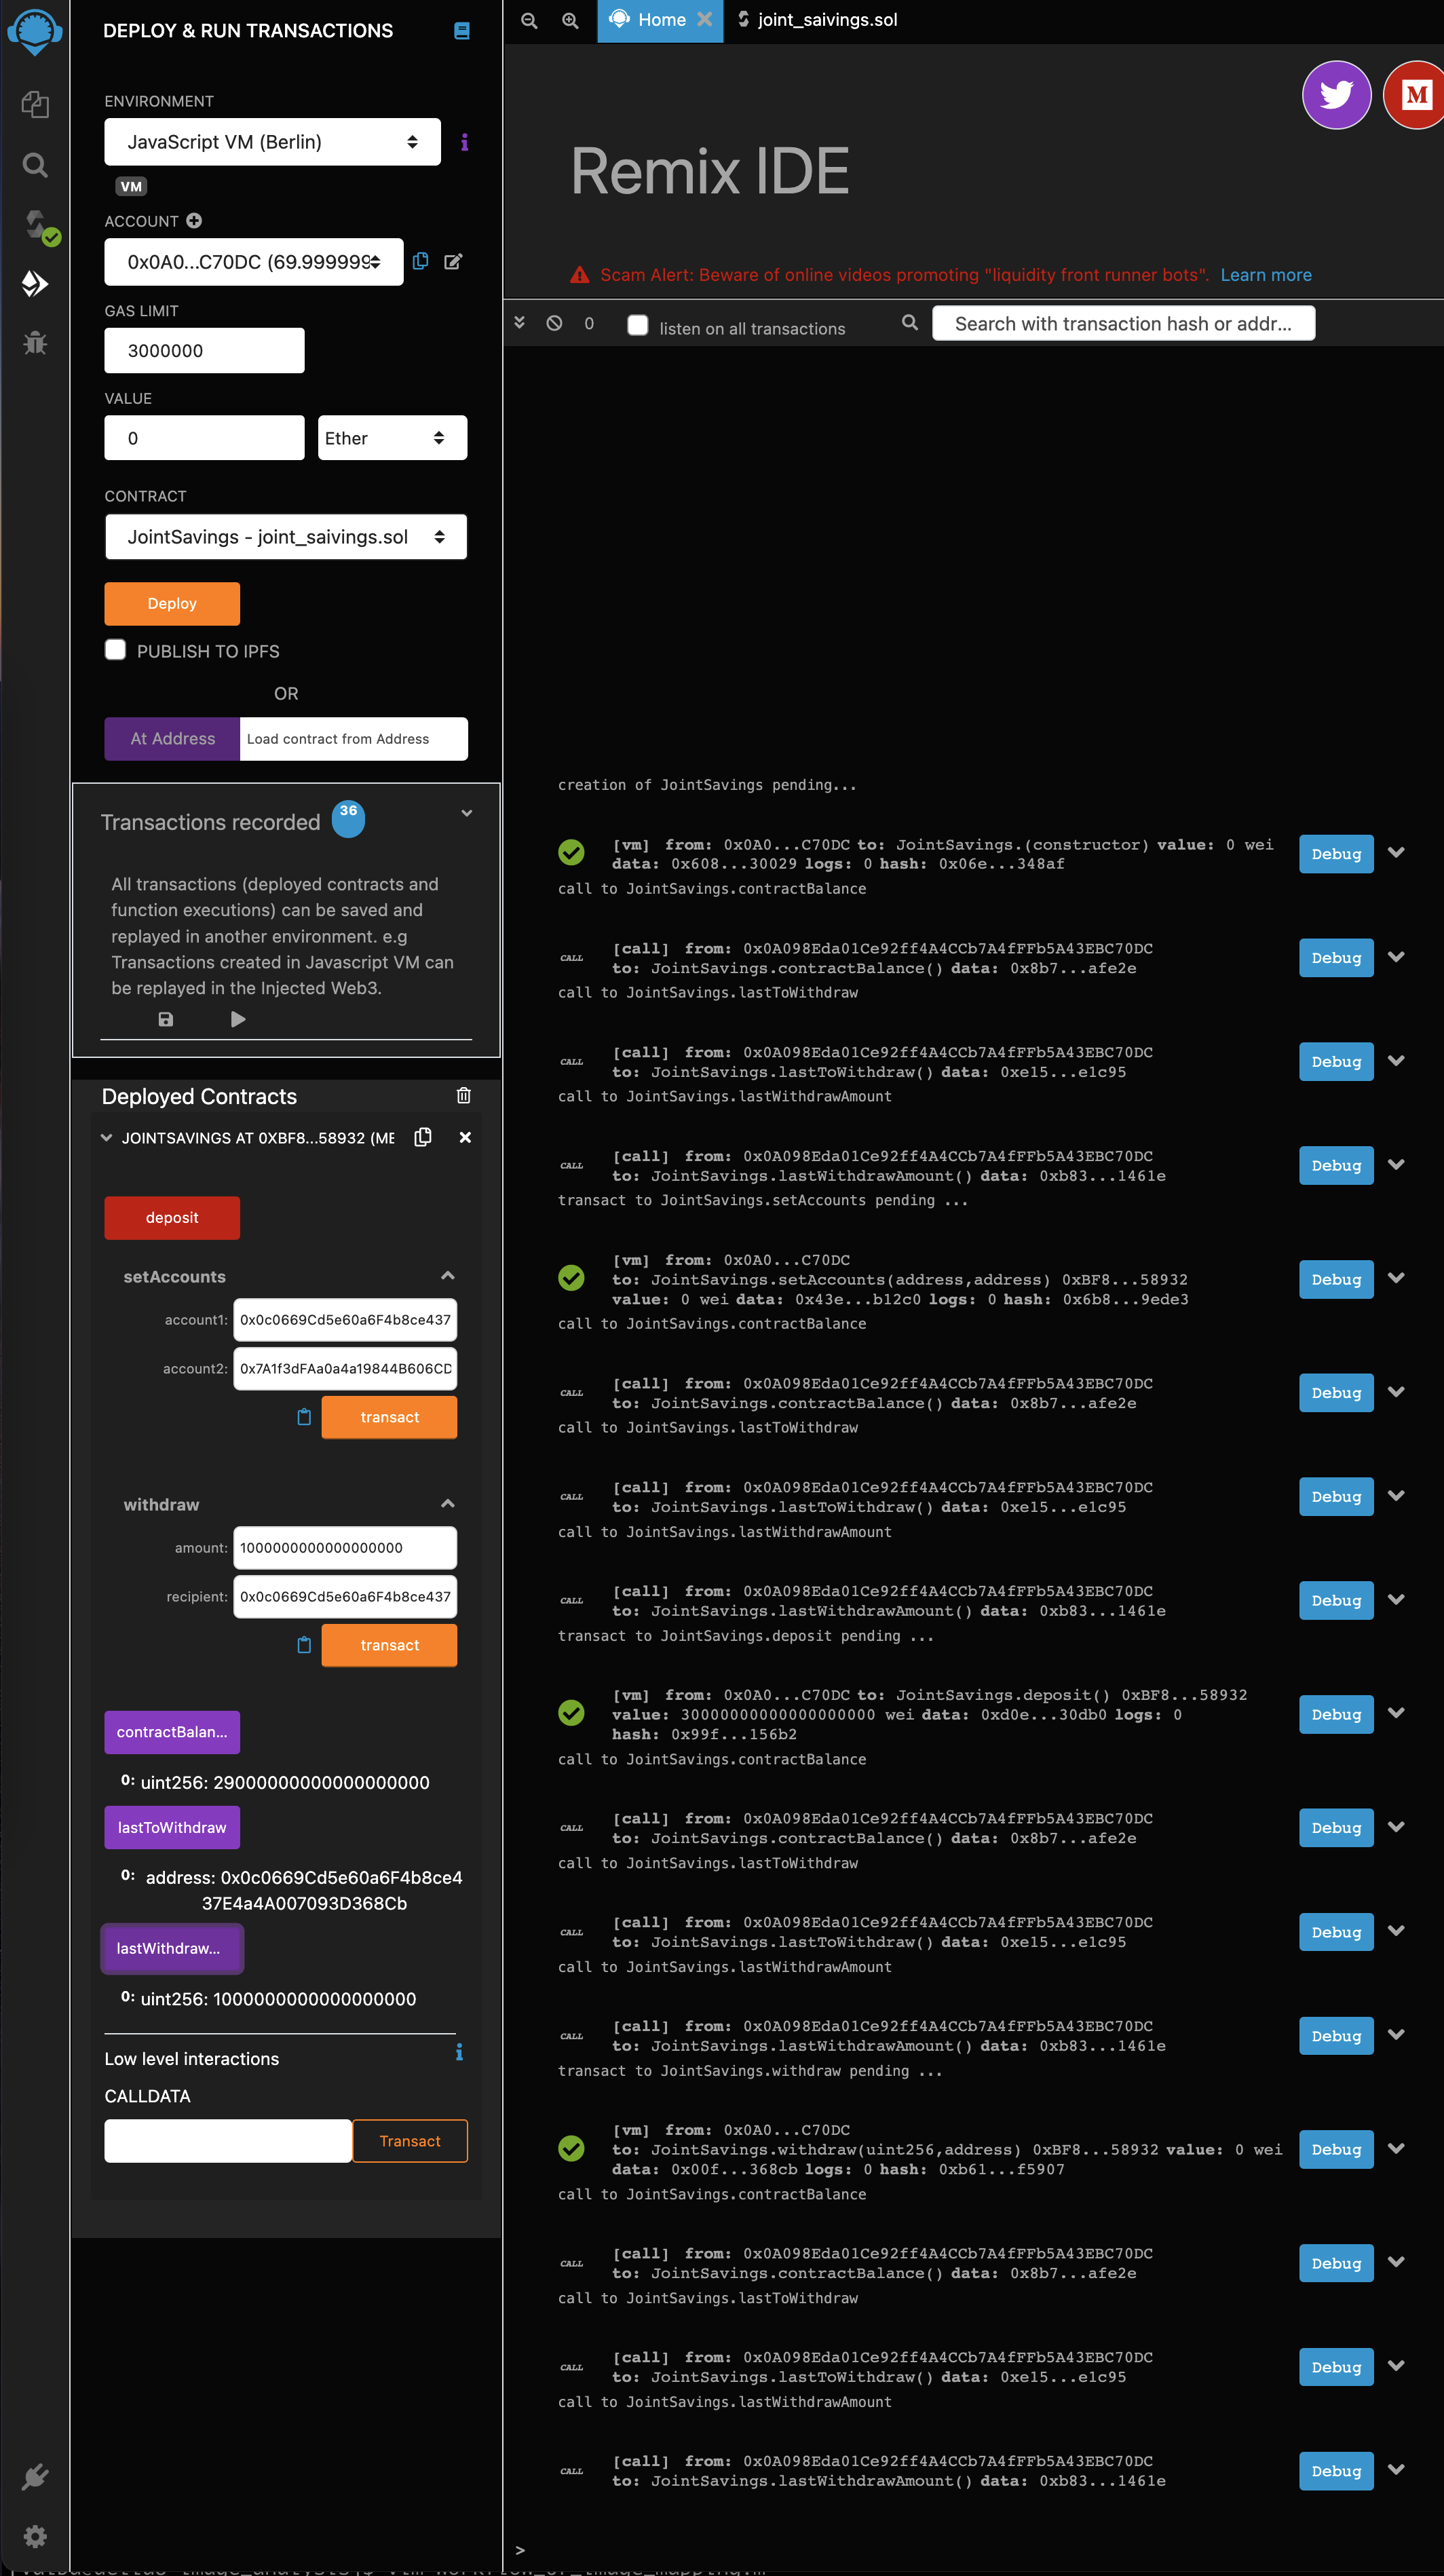 DEPLOY & RUN TRANSACTIONS
ENVIRONMENT
JavaScript VM (Berlin)
VM
ACCOUNT
0x0A0...C70DC (69.999999
GAS LIMIT
3000000
VALUE
0
Ether
CONTRACT
JointSavings - joint_saivings.sol
Deploy
PUBLISH TO IPFS
OR
At Address
Load contract from Address
Transactions recorded 36
All transactions (deployed contracts and
function executions) can be saved and
replayed in another environment. e.g
Transactions created in Javascript VM can
be replayed in the Injected Web3.
Deployed Contracts
JOINTSAVINGS AT 0XBF8...58932 (ME
deposit
setAccounts
account1: 0x0c0669Cd5e60a6F4b8ce437
account2: 0x7A1f3dFAa0a4a19844B606CD
transact
withdraw
amount: 1000000000000000000
recipient: 0x0c0669Cd5e60a6F4b8ce437
transact
contractBalan...
0: uint256: 29000000000000000000
lastToWithdraw
0: address: 0x0c0669Cd5e60a6F4b8ce4
37E4a4A007093D368Cb
lastWithdraw...
0: uint256: 1000000000000000000
Low level interactions
CALLDATA
Transact
Home
joint_saivings.sol
Remix IDE
Scam Alert: Beware of online videos promoting "liquidity front runner bots". Learn more
0
listen on all transactions
Search with transaction hash or addr...
creation of JointSavings pending...
[vm] from: 0x0A0...C70DC to: JointSavings.(constructor) value: 0 wei
data: 0x608...30029 logs: 0 hash: 0x06e...348af
Debug
call to JointSavings.contractBalance
CALL [call] from: 0x0A098Eda01Ce92ff4A4CCb7A4fFFb5A43EBC70DC
to: JointSavings.contractBalance() data: 0x8b7...afe2e
Debug
call to JointSavings.lastToWithdraw
CALL [call] from: 0x0A098Eda01Ce92ff4A4CCb7A4fFFb5A43EBC70DC
to: JointSavings.lastToWithdraw() data: 0xe15...e1c95
Debug
call to JointSavings.lastWithdrawAmount
CALL [call] from: 0x0A098Eda01Ce92ff4A4CCb7A4fFFb5A43EBC70DC
to: JointSavings.lastWithdrawAmount() data: 0xb83...1461e
Debug
transact to JointSavings.setAccounts pending ...
[vm] from: 0x0A0...C70DC
to: JointSavings.setAccounts(address,address) 0xBF8...58932
value: 0 wei data: 0x43e...b12c0 logs: 0 hash: 0x6b8...9ede3
Debug
call to JointSavings.contractBalance
CALL [call] from: 0x0A098Eda01Ce92ff4A4CCb7A4fFFb5A43EBC70DC
to: JointSavings.contractBalance() data: 0x8b7...afe2e
Debug
call to JointSavings.lastToWithdraw
CALL [call] from: 0x0A098Eda01Ce92ff4A4CCb7A4fFFb5A43EBC70DC
to: JointSavings.lastToWithdraw() data: 0xe15...e1c95
Debug
call to JointSavings.lastWithdrawAmount
CALL [call] from: 0x0A098Eda01Ce92ff4A4CCb7A4fFFb5A43EBC70DC
to: JointSavings.lastWithdrawAmount() data: 0xb83...1461e
Debug
transact to JointSavings.deposit pending ...
[vm] from: 0x0A0...C70DC to: JointSavings.deposit() 0xBF8...58932
value: 30000000000000000000 wei data: 0xd0e...30db0 logs: 0
hash: 0x99f...156b2
Debug
call to JointSavings.contractBalance
CALL [call] from: 0x0A098Eda01Ce92ff4A4CCb7A4fFFb5A43EBC70DC
to: JointSavings.contractBalance() data: 0x8b7...afe2e
Debug
call to JointSavings.lastToWithdraw
CALL [call] from: 0x0A098Eda01Ce92ff4A4CCb7A4fFFb5A43EBC70DC
to: JointSavings.lastToWithdraw() data: 0xe15...e1c95
Debug
call to JointSavings.lastWithdrawAmount
CALL [call] from: 0x0A098Eda01Ce92ff4A4CCb7A4fFFb5A43EBC70DC
to: JointSavings.lastWithdrawAmount() data: 0xb83...1461e
Debug
transact to JointSavings.withdraw pending ...
[vm] from: 0x0A0...C70DC
to: JointSavings.withdraw(uint256,address) 0xBF8...58932 value: 0 wei
data: 0x00f...368cb logs: 0 hash: 0xb61...f5907
Debug
call to JointSavings.contractBalance
CALL [call] from: 0x0A098Eda01Ce92ff4A4CCb7A4fFFb5A43EBC70DC
to: JointSavings.contractBalance() data: 0x8b7...afe2e
Debug
call to JointSavings.lastToWithdraw
CALL [call] from: 0x0A098Eda01Ce92ff4A4CCb7A4fFFb5A43EBC70DC
to: JointSavings.lastToWithdraw() data: 0xe15...e1c95
Debug
call to JointSavings.lastWithdrawAmount
CALL [call] from: 0x0A098Eda01Ce92ff4A4CCb7A4fFFb5A43EBC70DC
to: JointSavings.lastWithdrawAmount() data: 0xb83...1461e
Debug
>